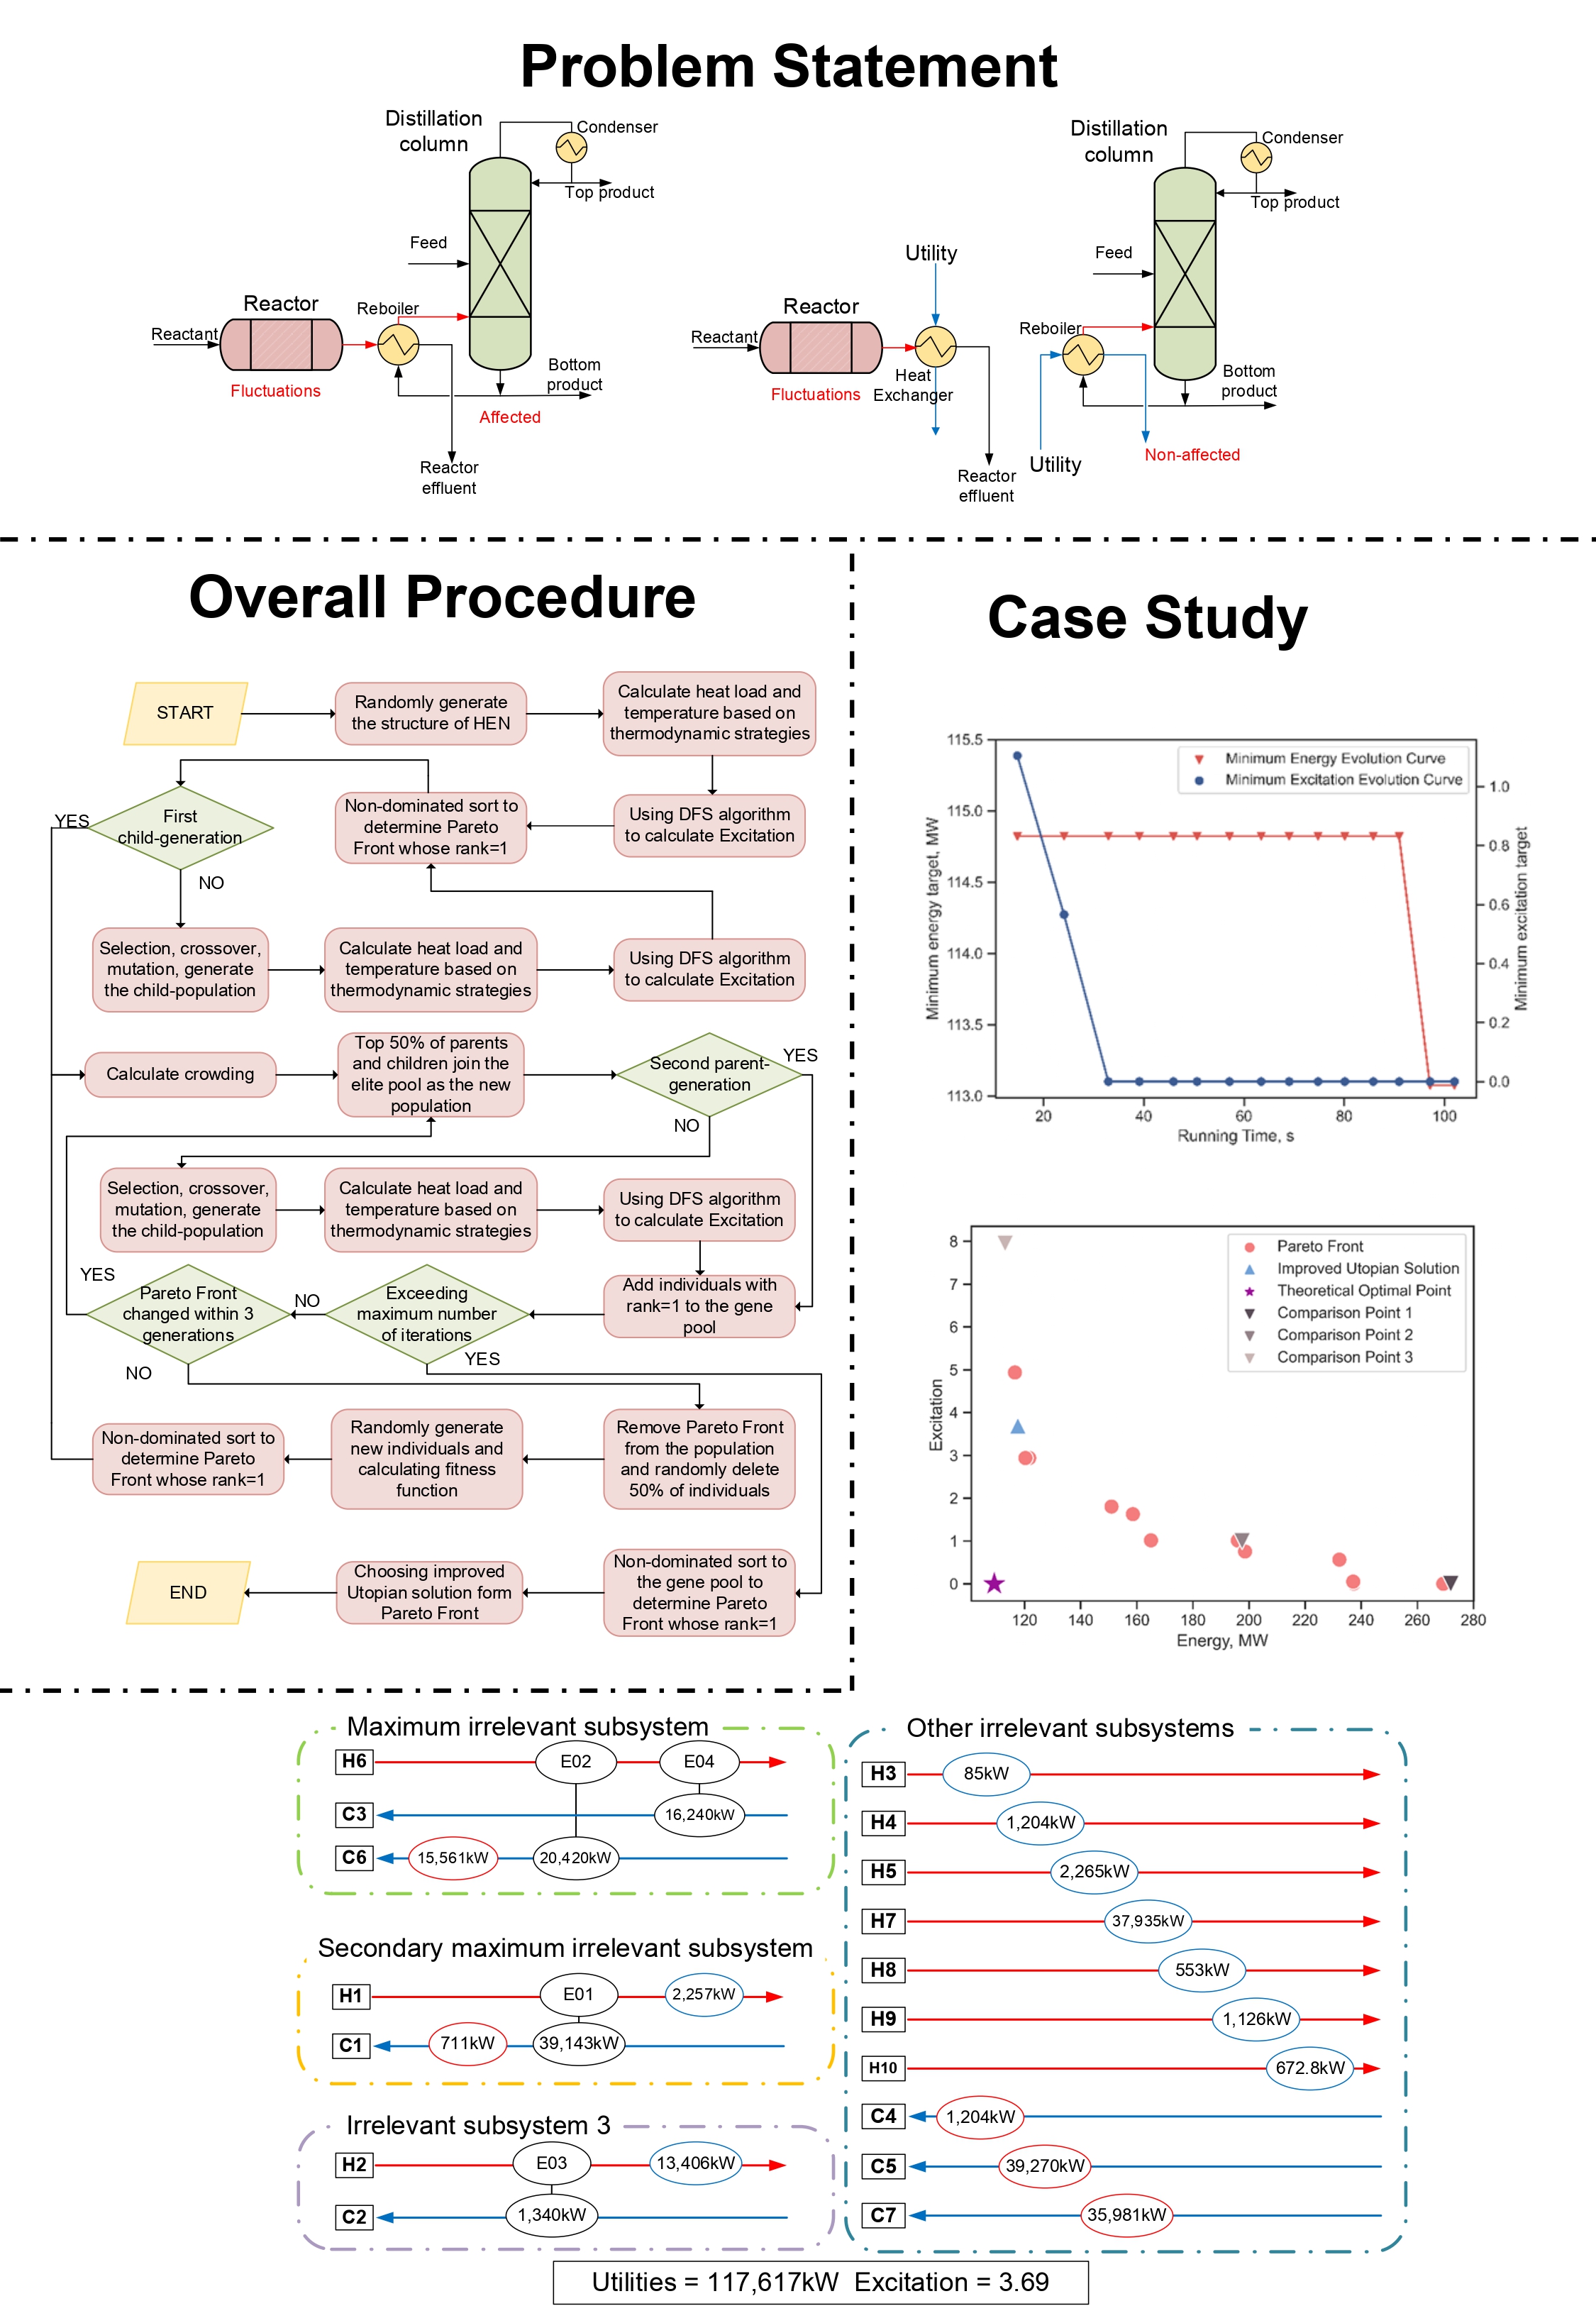 Problem Statement
Distillation
column
Condenser
Top product
Feed
Reactor
Reboiler
Reactant
Fluctuations
Bottom
product
Affected
Reactor
effluent
Distillation
column
Condenser
Top product
Utility
Feed
Reactor
Reboiler
Reactant
Heat
Exchanger
Fluctuations
Bottom
product
Utility
Non-affected
Reactor
effluent
Overall Procedure
START
Randomly generate
the structure of HEN
Calculate heat load and
temperature based on
thermodynamic strategies
YES
First
child-generation
NO
Non-dominated sort to
determine Pareto
Front whose rank=1
Using DFS algorithm
to calculate Excitation
Selection, crossover,
mutation, generate
the child-population
Calculate heat load and
temperature based on
thermodynamic strategies
Using DFS algorithm
to calculate Excitation
Calculate crowding
Top 50% of parents
and children join the
elite pool as the new
population
Second parent-
generation
YES
NO
Selection, crossover,
mutation, generate
the child-population
Calculate heat load and
temperature based on
thermodynamic strategies
Using DFS algorithm
to calculate Excitation
YES
Pareto Front
changed within 3
generations
NO
NO
Exceeding
maximum number
of iterations
YES
Add individuals with
rank=1 to the gene
pool
Non-dominated sort to
determine Pareto
Front whose rank=1
Randomly generate
new individuals and
calculating fitness
function
Remove Pareto Front
from the population
and randomly delete
50% of individuals
END
Choosing improved
Utopian solution form
Pareto Front
Non-dominated sort to
the gene pool to
determine Pareto
Front whose rank=1
Case Study
Minimum Energy Evolution Curve
Minimum Excitation Evolution Curve
Minimum energy target, MW
115.5
115.0
114.5
114.0
113.5
113.0
Minimum excitation target
1.0
0.8
0.6
0.4
0.2
0.0
20 40 60 80 100
Running Time, s
Pareto Front
Improved Utopian Solution
Theoretical Optimal Point
Comparison Point 1
Comparison Point 2
Comparison Point 3
Excitation
8
7
6
5
4
3
2
1
0
120 140 160 180 200 220 240 260 280
Energy, MW
Maximum irrelevant subsystem
H6 E02 E04
C3 16,240kW
C6 15,561kW 20,420kW
Secondary maximum irrelevant subsystem
H1 E01 2,257kW
C1 711kW 39,143kW
Irrelevant subsystem 3
H2 E03 13,406kW
C2 1,340kW
Other irrelevant subsystems
H3 85kW
H4 1,204kW
H5 2,265kW
H7 37,935kW
H8 553kW
H9 1,126kW
H10 672.8kW
C4 1,204kW
C5 39,270kW
C7 35,981kW
Utilities = 117,617kW Excitation = 3.69